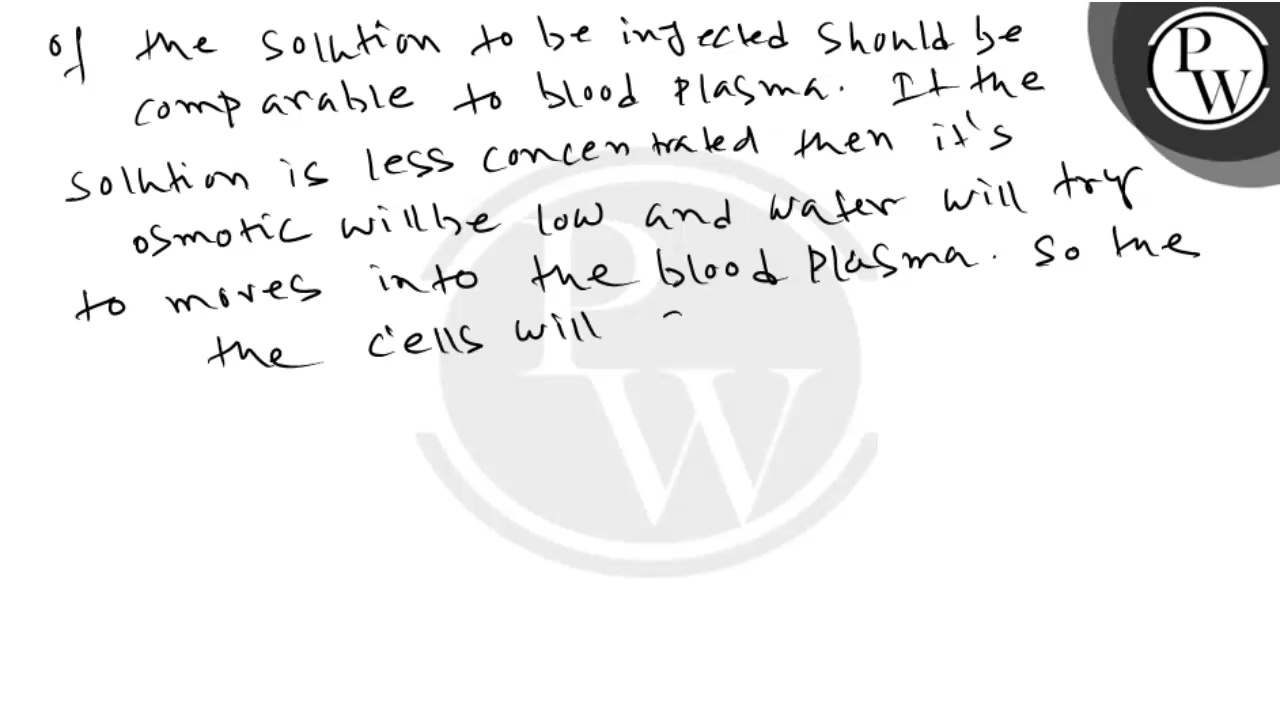 of the solution to be injected should be
comparable to blood plasma. If the
solution is less concentrated then it's
osmotic will be low and water will try
to moves into the blood plasma. So the
the cells will
PW
PW